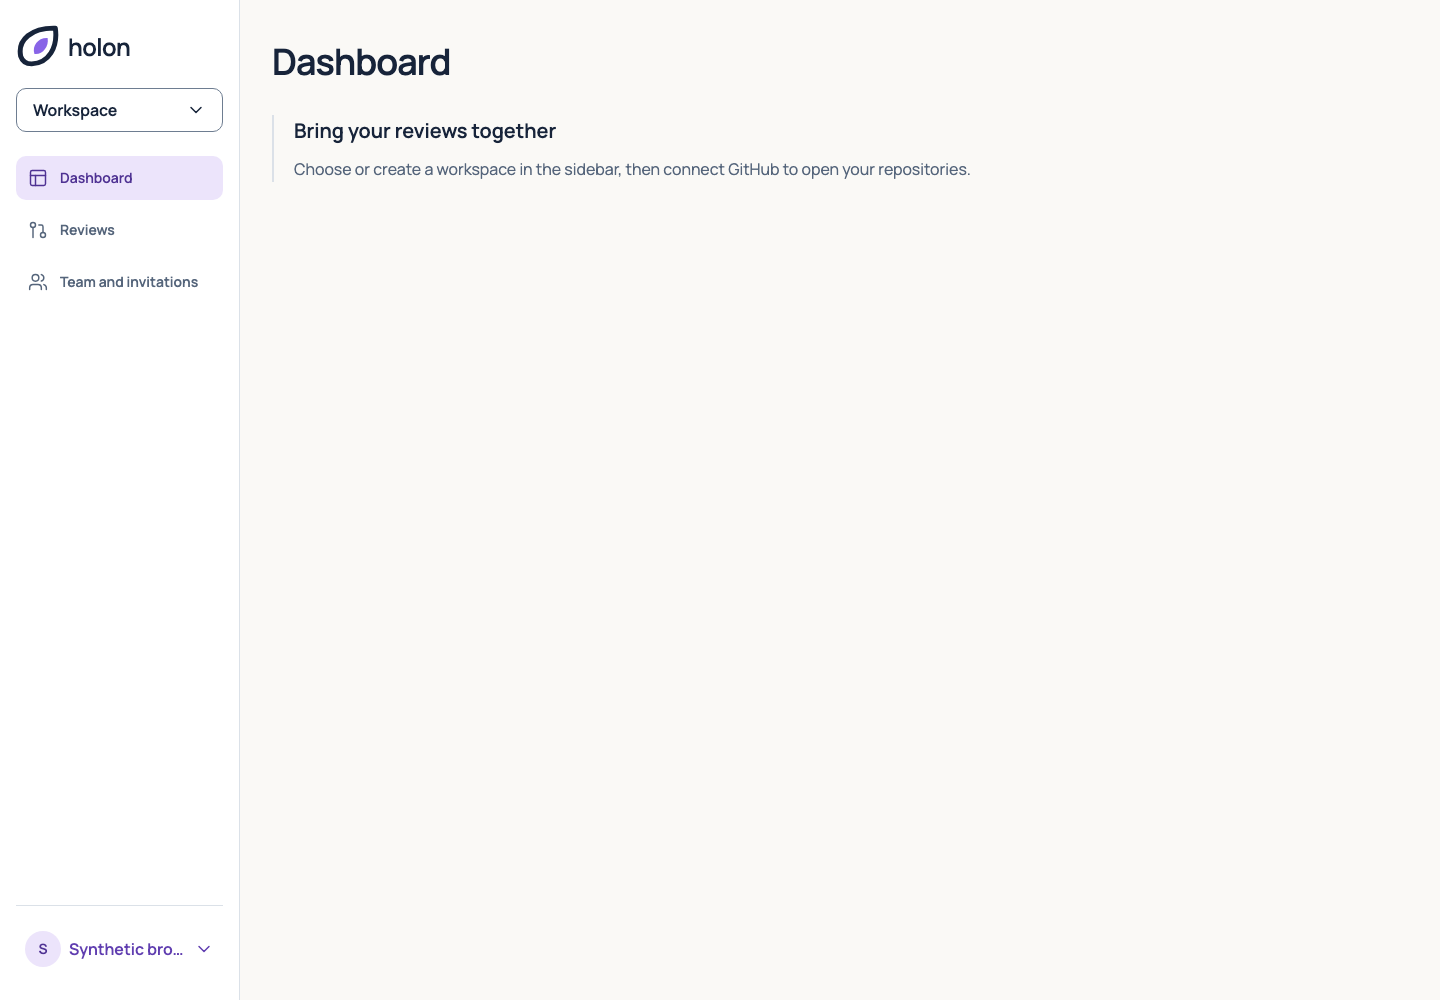 holon
Workspace
Dashboard
Reviews
Team and invitations
S
Synthetic bro...
Dashboard
Bring your reviews together
Choose or create a workspace in the sidebar, then connect GitHub to open your repositories.